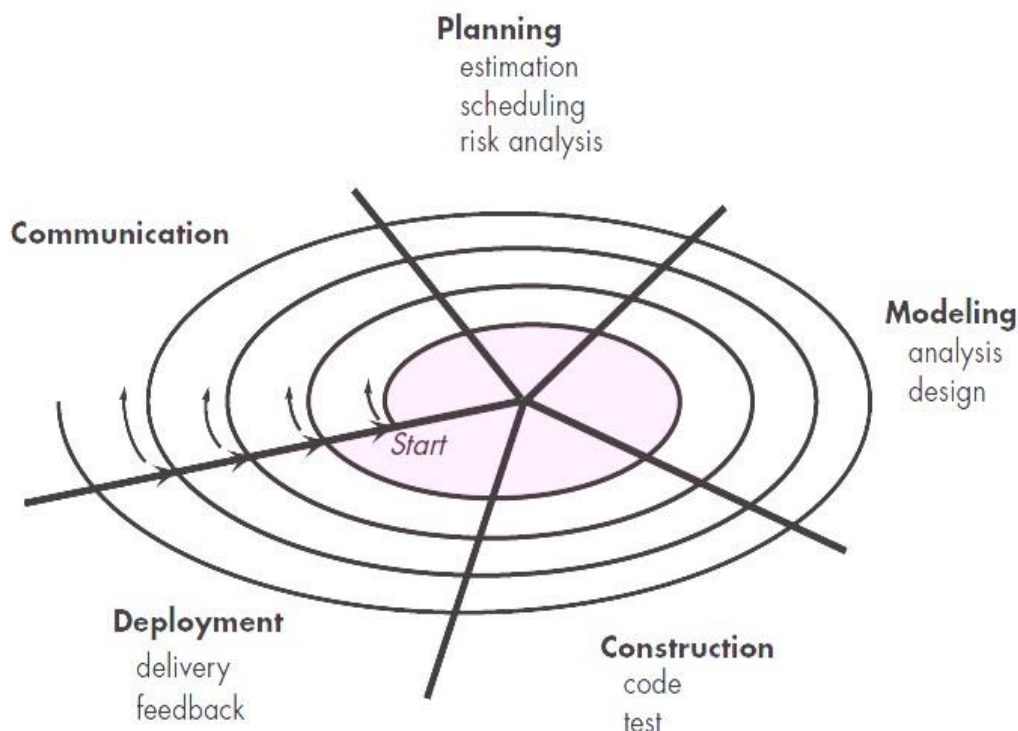 Planning
estimation
scheduling
risk analysis
Communication
Modeling
analysis
design
Start
Deployment
delivery
feedback
Construction
code
test